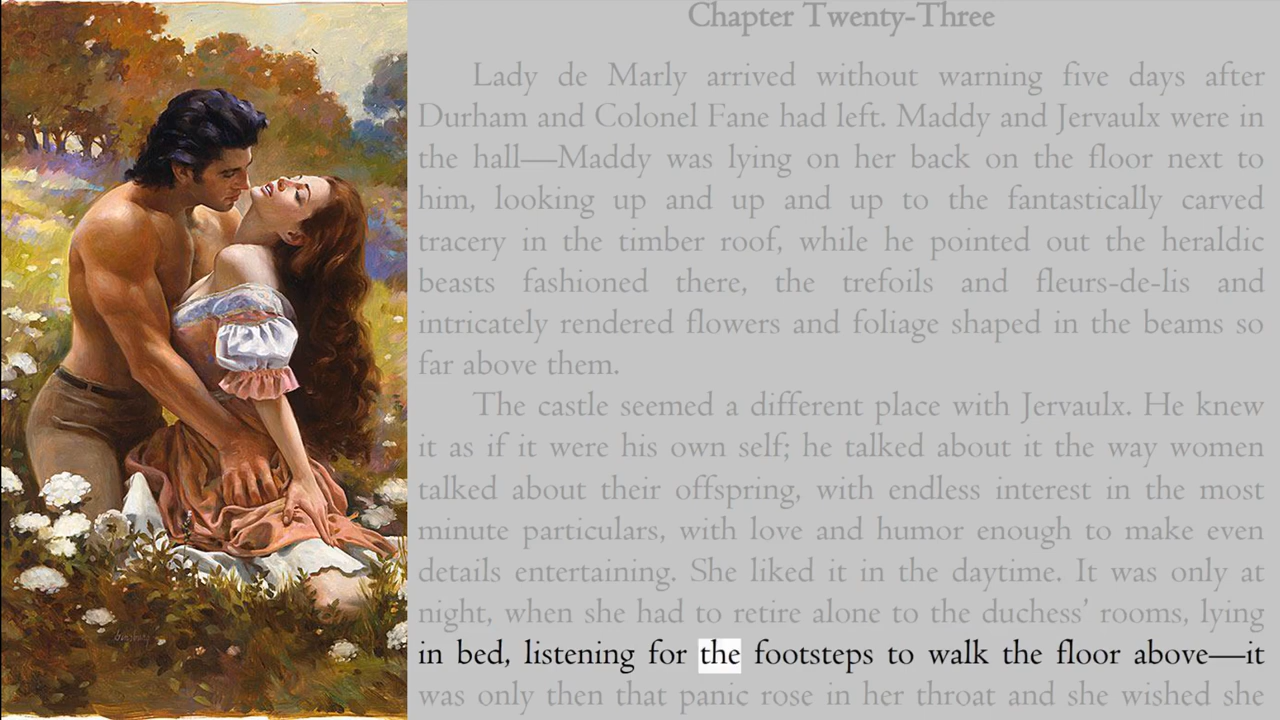 Chapter Twenty-Three
Lady de Marly arrived without warning five days after
Durham and Colonel Fane had left. Maddy and Jervaulx were in
the hall—Maddy was lying on her back on the floor next to
him, looking up and up and up to the fantastically carved
tracery in the timber roof, while he pointed out the heraldic
beasts fashioned there, the trefoils and fleurs-de-lis and
intricately rendered flowers and foliage shaped in the beams so
far above them.
The castle seemed a different place with Jervaulx. He knew
it as if it were his own self; he talked about it the way women
talked about their offspring, with endless interest in the most
minute particulars, with love and humor enough to make even
details entertaining. She liked it in the daytime. It was only at
night, when she had to retire alone to the duchess’ rooms, lying
in bed, listening for the footsteps to walk the floor above—it
was only then that panic rose in her throat and she wished she